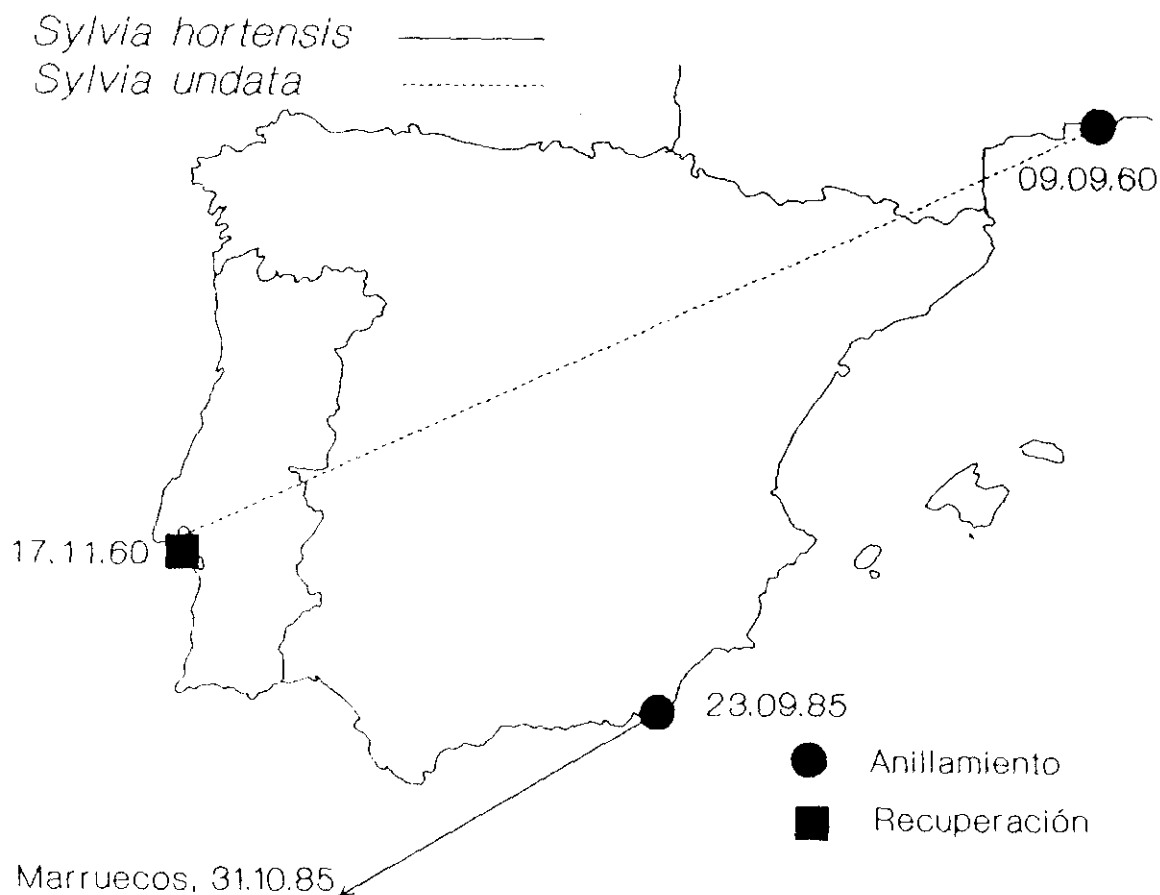 Sylvia hortensis
Sylvia undata
09.09.60
17.11.60
23.09.85
Anillamiento
Recuperación
Marruecos, 31.10.85